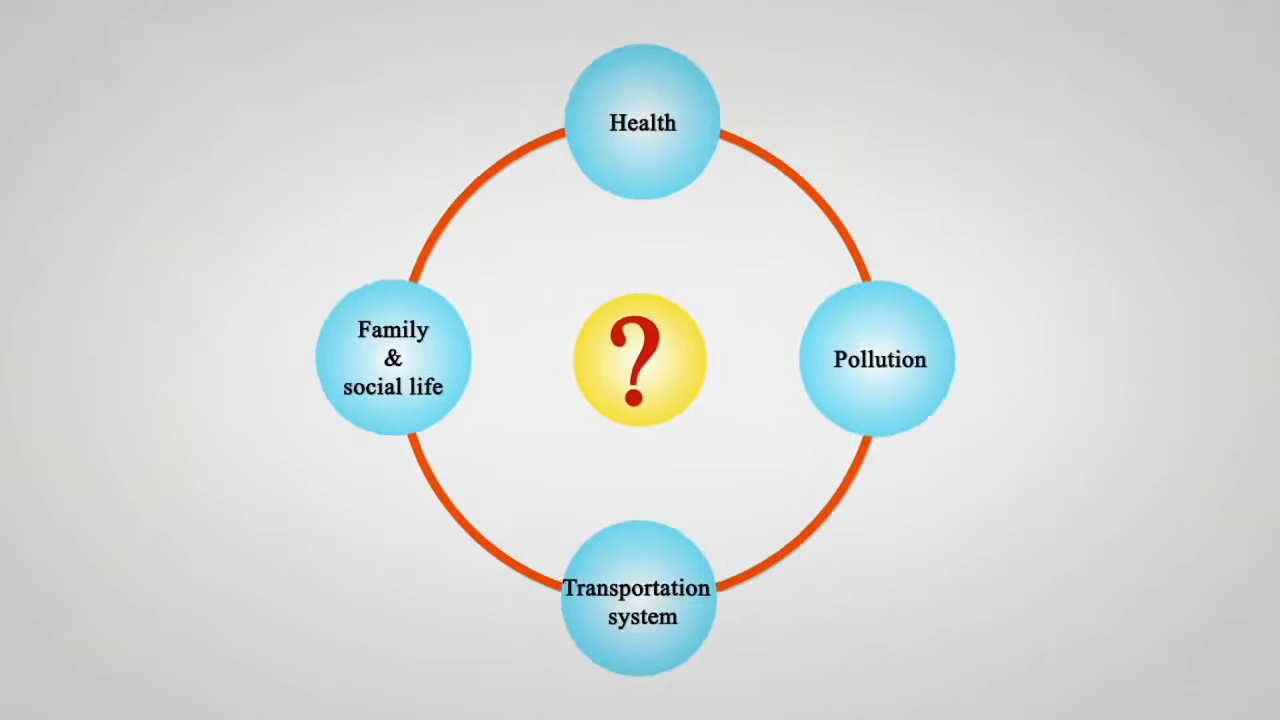 Health
Family
&
social life
?
Pollution
Transportation
system